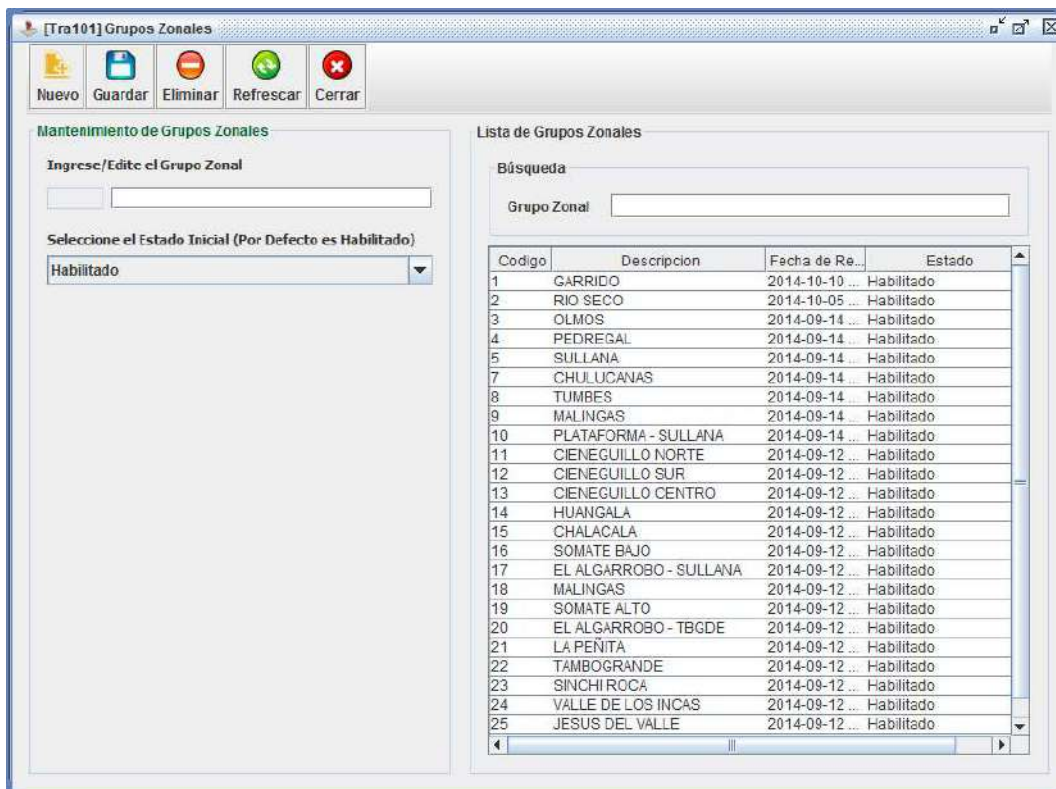 [Tra101] Grupos Zonales
Nuevo Guardar Eliminar Refrescar Cerrar
Mantenimiento de Grupos Zonales
Ingrese/Edite el Grupo Zonal
Seleccione el Estado Inicial (Por Defecto es Habilitado)
Habilitado
Lista de Grupos Zonales
Búsqueda
Grupo Zonal
Codigo Descripcion Fecha de Re... Estado
1 GARRIDO 2014-10-10 ... Habilitado
2 RIO SECO 2014-10-05 ... Habilitado
3 OLMOS 2014-09-14 ... Habilitado
4 PEDREGAL 2014-09-14 ... Habilitado
5 SULLANA 2014-09-14 ... Habilitado
7 CHULUCANAS 2014-09-14 ... Habilitado
8 TUMBES 2014-09-14 ... Habilitado
9 MALINGAS 2014-09-14 ... Habilitado
10 PLATAFORMA - SULLANA 2014-09-14 ... Habilitado
11 CIENEGUILLO NORTE 2014-09-12 ... Habilitado
12 CIENEGUILLO SUR 2014-09-12 ... Habilitado
13 CIENEGUILLO CENTRO 2014-09-12 ... Habilitado
14 HUANGALA 2014-09-12 ... Habilitado
15 CHALACALA 2014-09-12 ... Habilitado
16 SOMATE BAJO 2014-09-12 ... Habilitado
17 EL ALGARROBO - SULLANA 2014-09-12 ... Habilitado
18 MALINGAS 2014-09-12 ... Habilitado
19 SOMATE ALTO 2014-09-12 ... Habilitado
20 EL ALGARROBO - TBGDE 2014-09-12 ... Habilitado
21 LA PEÑITA 2014-09-12 ... Habilitado
22 TAMBOGRANDE 2014-09-12 ... Habilitado
23 SINCHI ROCA 2014-09-12 ... Habilitado
24 VALLE DE LOS INCAS 2014-09-12 ... Habilitado
25 JESUS DEL VALLE 2014-09-12 ... Habilitado